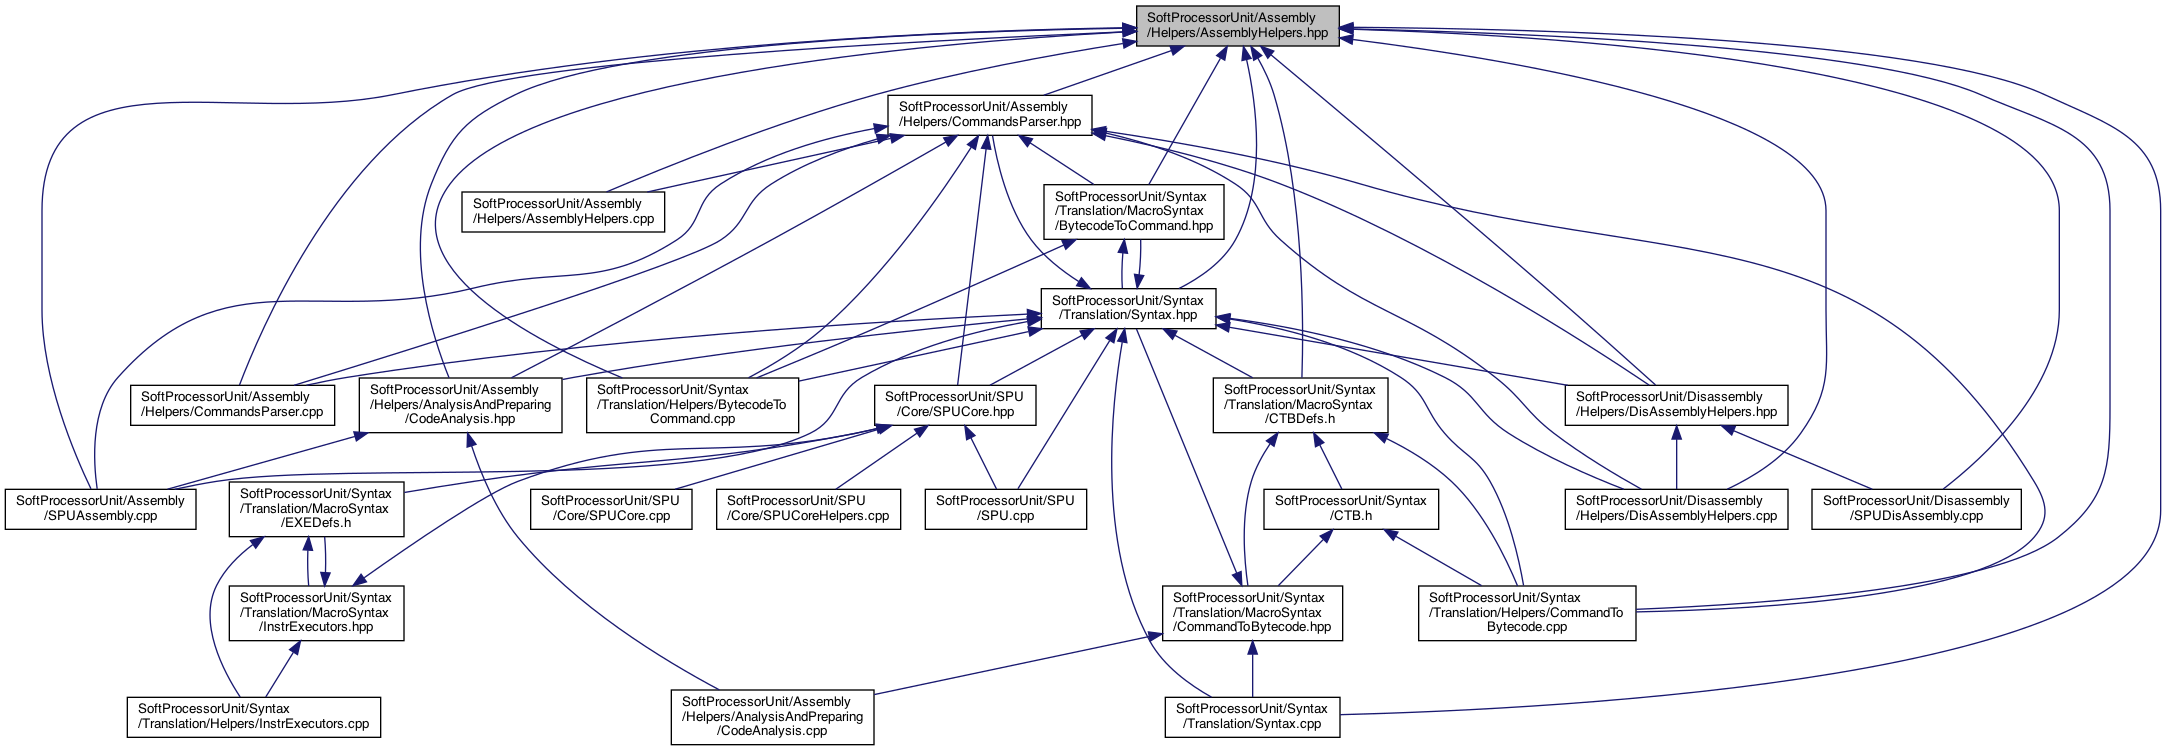 SoftProcessorUnit/Assembly
/Helpers/AssemblyHelpers.hpp
SoftProcessorUnit/Assembly
/Helpers/CommandsParser.hpp
SoftProcessorUnit/Assembly
/Helpers/AssemblyHelpers.cpp
SoftProcessorUnit/Syntax
/Translation/MacroSyntax
/BytecodeToCommand.hpp
SoftProcessorUnit/Syntax
/Translation/Syntax.hpp
SoftProcessorUnit/Assembly
/Helpers/CommandsParser.cpp
SoftProcessorUnit/Assembly
/Helpers/AnalysisAndPreparing
/CodeAnalysis.hpp
SoftProcessorUnit/Syntax
/Translation/Helpers/BytecodeTo
Command.cpp
SoftProcessorUnit/SPU
/Core/SPUCore.hpp
SoftProcessorUnit/Syntax
/Translation/MacroSyntax
/CTBDefs.h
SoftProcessorUnit/Disassembly
/Helpers/DisAssemblyHelpers.hpp
SoftProcessorUnit/Assembly
/SPUAssembly.cpp
SoftProcessorUnit/Syntax
/Translation/MacroSyntax
/EXEDefs.h
SoftProcessorUnit/SPU
/Core/SPUCore.cpp
SoftProcessorUnit/SPU
/Core/SPUCoreHelpers.cpp
SoftProcessorUnit/SPU
/SPU.cpp
SoftProcessorUnit/Syntax
/CTB.h
SoftProcessorUnit/Disassembly
/Helpers/DisAssemblyHelpers.cpp
SoftProcessorUnit/Disassembly
/SPUDisAssembly.cpp
SoftProcessorUnit/Syntax
/Translation/MacroSyntax
/InstrExecutors.hpp
SoftProcessorUnit/Syntax
/Translation/MacroSyntax
/CommandToBytecode.hpp
SoftProcessorUnit/Syntax
/Translation/Helpers/CommandTo
Bytecode.cpp
SoftProcessorUnit/Syntax
/Translation/Helpers/InstrExecutors.cpp
SoftProcessorUnit/Assembly
/Helpers/AnalysisAndPreparing
/CodeAnalysis.cpp
SoftProcessorUnit/Syntax
/Translation/Syntax.cpp